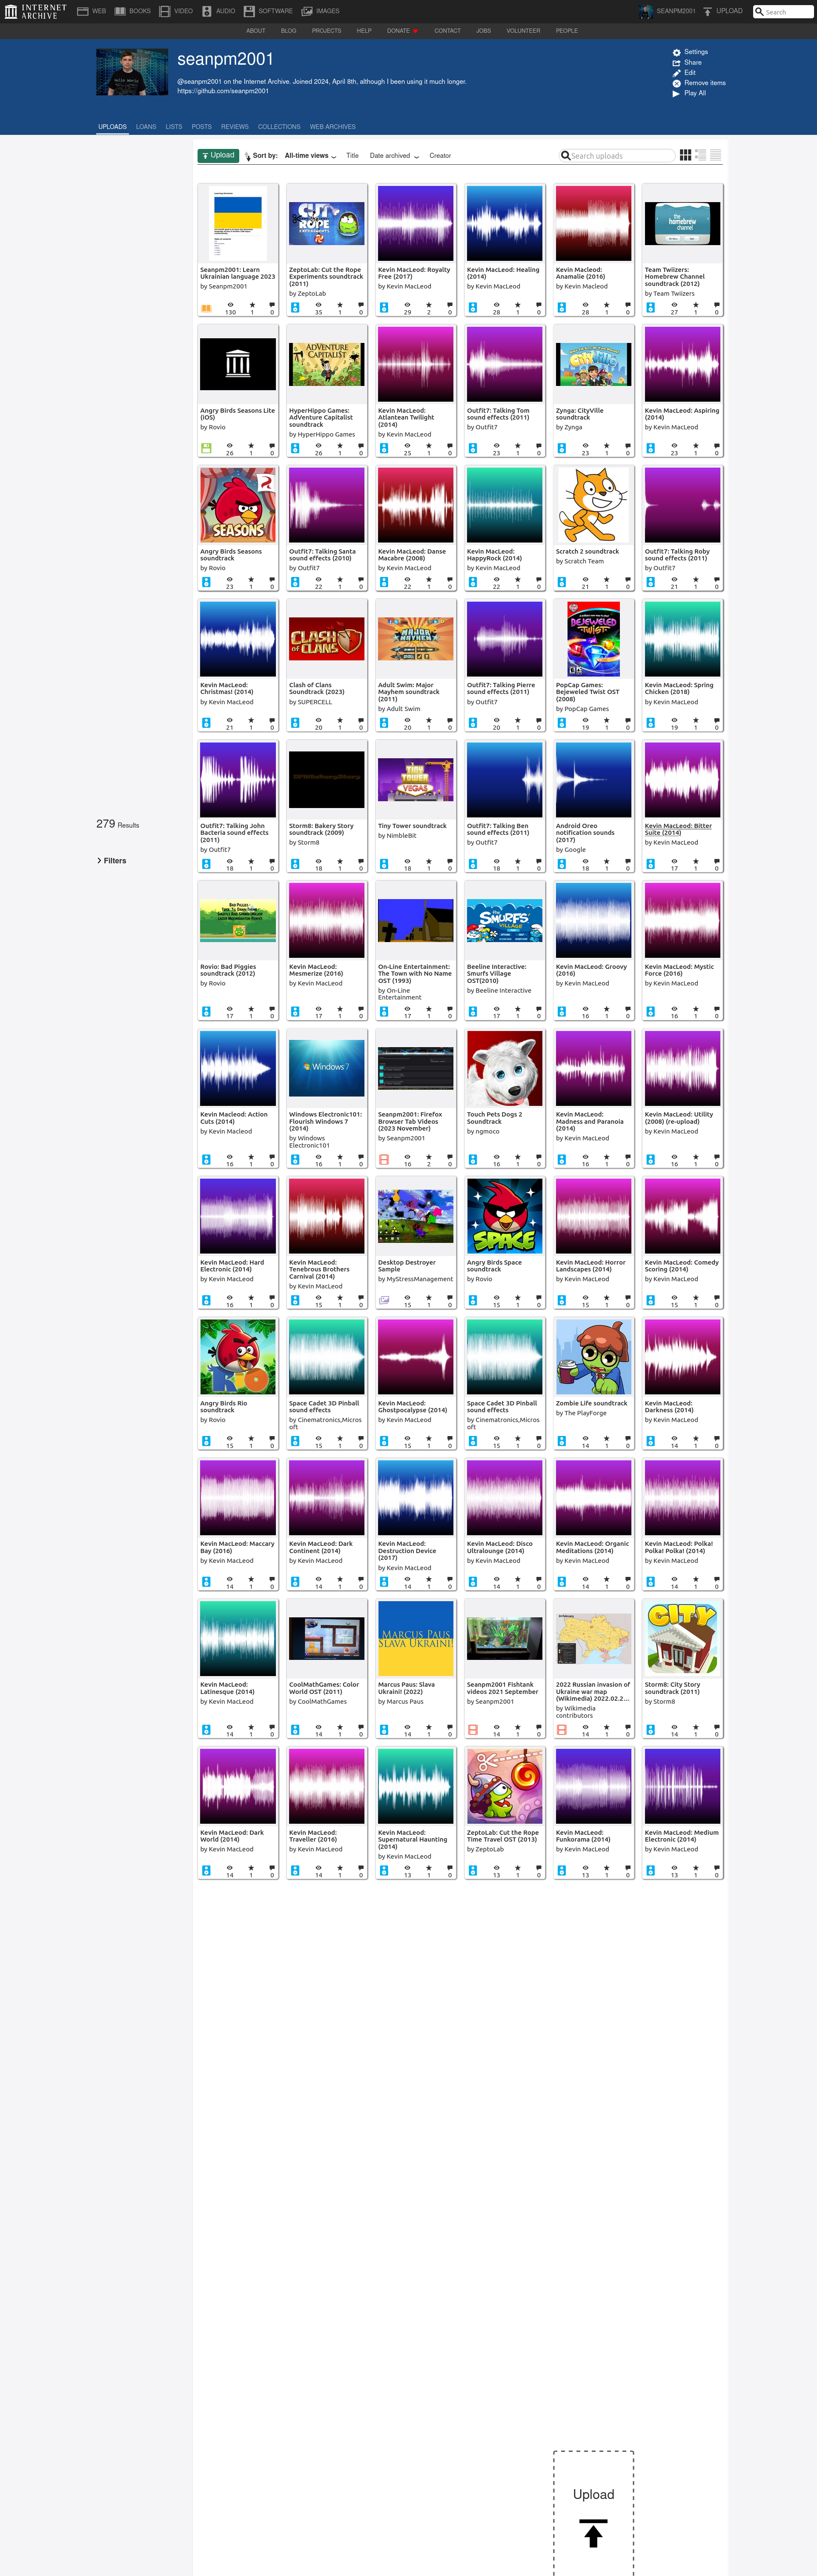 INTERNET ARCHIVE
WEB BOOKS VIDEO AUDIO SOFTWARE IMAGES
SEANPM2001 UPLOAD Search
ABOUT BLOG PROJECTS HELP DONATE CONTACT JOBS VOLUNTEER PEOPLE
seanpm2001
@seanpm2001 on the Internet Archive. Joined 2024, April 8th, although I been using it much longer.
https://github.com/seanpm2001
Settings
Share
Edit
Remove items
Play All
UPLOADS LOANS LISTS POSTS REVIEWS COLLECTIONS WEB ARCHIVES
Upload Sort by: All-time views Title Date archived Creator Search uploads
279 Results
Filters
Seanpm2001: Learn Ukrainian language 2023
by Seanpm2001
130 1 0
CUT THE ROPE EXPERIMENTS
ZeptoLab: Cut the Rope Experiments soundtrack (2011)
by ZeptoLab
35 1 0
Kevin MacLeod: Royalty Free (2017)
by Kevin MacLeod
29 2 0
Kevin MacLeod: Healing (2014)
by Kevin MacLeod
28 1 0
Kevin Macleod: Anamalie (2016)
by Kevin Macleod
28 1 0
the homebrew channel
Team Twiizers: Homebrew Channel soundtrack (2012)
by Team Twiizers
27 1 0
Angry Birds Seasons Lite (iOS)
by Rovio
26 1 0
ADVENTURE CAPITALIST
HyperHippo Games: AdVenture Capitalist soundtrack
by HyperHippo Games
26 1 0
Kevin MacLeod: Atlantean Twilight (2014)
by Kevin MacLeod
25 1 0
Outfit7: Talking Tom sound effects (2011)
by Outfit7
23 1 0
CityVille
Zynga: CityVille soundtrack
by Zynga
23 1 0
Kevin MacLeod: Aspiring (2014)
by Kevin MacLeod
23 1 0
SEASONS
Angry Birds Seasons soundtrack
by Rovio
23 1 0
Outfit7: Talking Santa sound effects (2010)
by Outfit7
22 1 0
Kevin MacLeod: Danse Macabre (2008)
by Kevin MacLeod
22 1 0
Kevin MacLeod: HappyRock (2014)
by Kevin MacLeod
22 1 0
Scratch 2 soundtrack
by Scratch Team
21 1 0
Outfit7: Talking Roby sound effects (2011)
by Outfit7
21 1 0
Kevin MacLeod: Christmas! (2014)
by Kevin MacLeod
21 1 0
CLASH OF CLANS
Clash of Clans Soundtrack (2023)
by SUPERCELL
20 1 0
MAJOR MAYHEM
Adult Swim: Major Mayhem soundtrack (2011)
by Adult Swim
20 1 0
Outfit7: Talking Pierre sound effects (2011)
by Outfit7
20 1 0
BEJEWELED TWIST
PopCap Games: Bejeweled Twist OST (2008)
by PopCap Games
19 1 0
Kevin MacLeod: Spring Chicken (2018)
by Kevin MacLeod
19 1 0
Outfit7: Talking John Bacteria sound effects (2011)
by Outfit7
18 1 0
Storm8: Bakery Story soundtrack (2009)
by Storm8
18 1 0
TINY TOWER VEGAS
Tiny Tower soundtrack
by NimbleBit
18 1 0
Outfit7: Talking Ben sound effects (2011)
by Outfit7
18 1 0
Android Oreo notification sounds (2017)
by Google
18 1 0
Kevin MacLeod: Bitter Suite (2014)
by Kevin MacLeod
17 1 0
Rovio: Bad Piggies soundtrack (2012)
by Rovio
17 1 0
Kevin MacLeod: Mesmerize (2016)
by Kevin MacLeod
17 1 0
On-Line Entertainment: The Town with No Name OST (1993)
by On-Line Entertainment
17 1 0
THE SMURFS' VILLAGE
Beeline Interactive: Smurfs Village OST(2010)
by Beeline Interactive
17 1 0
Kevin MacLeod: Groovy (2016)
by Kevin MacLeod
16 1 0
Kevin MacLeod: Mystic Force (2016)
by Kevin MacLeod
16 1 0
Kevin Macleod: Action Cuts (2014)
by Kevin Macleod
16 1 0
Windows 7
Windows Electronic101: Flourish Windows 7 (2014)
by Windows Electronic101
16 1 0
Seanpm2001: Firefox Browser Tab Videos (2023 November)
by Seanpm2001
16 2 0
Touch Pets Dogs 2 Soundtrack
by ngmoco
16 1 0
Kevin MacLeod: Madness and Paranoia (2014)
by Kevin MacLeod
16 1 0
Kevin MacLeod: Utility (2008) (re-upload)
by Kevin MacLeod
16 1 0
Kevin MacLeod: Hard Electronic (2014)
by Kevin MacLeod
16 1 0
Kevin MacLeod: Tenebrous Brothers Carnival (2014)
by Kevin MacLeod
15 1 0
Desktop Destroyer Sample
by MyStressManagement
15 1 0
SPACE
Angry Birds Space soundtrack
by Rovio
15 1 0
Kevin MacLeod: Horror Landscapes (2014)
by Kevin MacLeod
15 1 0
Kevin MacLeod: Comedy Scoring (2014)
by Kevin MacLeod
15 1 0
RIO
Angry Birds Rio soundtrack
by Rovio
15 1 0
Space Cadet 3D Pinball sound effects
by Cinematronics,Microsoft
15 1 0
Kevin MacLeod: Ghostpocalypse (2014)
by Kevin MacLeod
15 1 0
Space Cadet 3D Pinball sound effects
by Cinematronics,Microsoft
15 1 0
Zombie Life soundtrack
by The PlayForge
14 1 0
Kevin MacLeod: Darkness (2014)
by Kevin MacLeod
14 1 0
Kevin MacLeod: Maccary Bay (2016)
by Kevin MacLeod
14 1 0
Kevin MacLeod: Dark Continent (2014)
by Kevin MacLeod
14 1 0
Kevin MacLeod: Destruction Device (2017)
by Kevin MacLeod
14 1 0
Kevin MacLeod: Disco Ultralounge (2014)
by Kevin MacLeod
14 1 0
Kevin MacLeod: Organic Meditations (2014)
by Kevin MacLeod
14 1 0
Kevin MacLeod: Polka! Polka! Polka! (2014)
by Kevin MacLeod
14 1 0
Kevin MacLeod: Latinesque (2014)
by Kevin MacLeod
14 1 0
CoolMathGames: Color World OST (2011)
by CoolMathGames
14 1 0
MARCUS PAUS SLAVA UKRAINI!
Marcus Paus: Slava Ukraini! (2022)
by Marcus Paus
14 1 0
Seanpm2001 Fishtank videos 2021 September
by Seanpm2001
14 1 0
2022 Russian invasion of Ukraine war map (Wikimedia) 2022.02.2...
by Wikimedia contributors
14 1 0
CITY
Storm8: City Story soundtrack (2011)
by Storm8
14 1 0
Kevin MacLeod: Dark World (2014)
by Kevin MacLeod
14 1 0
Kevin MacLeod: Traveller (2016)
by Kevin MacLeod
14 1 0
Kevin MacLeod: Supernatural Haunting (2014)
by Kevin MacLeod
13 1 0
ZeptoLab: Cut the Rope Time Travel OST (2013)
by ZeptoLab
13 1 0
Kevin MacLeod: Funkorama (2014)
by Kevin MacLeod
13 1 0
Kevin MacLeod: Medium Electronic (2014)
by Kevin MacLeod
13 1 0
Upload